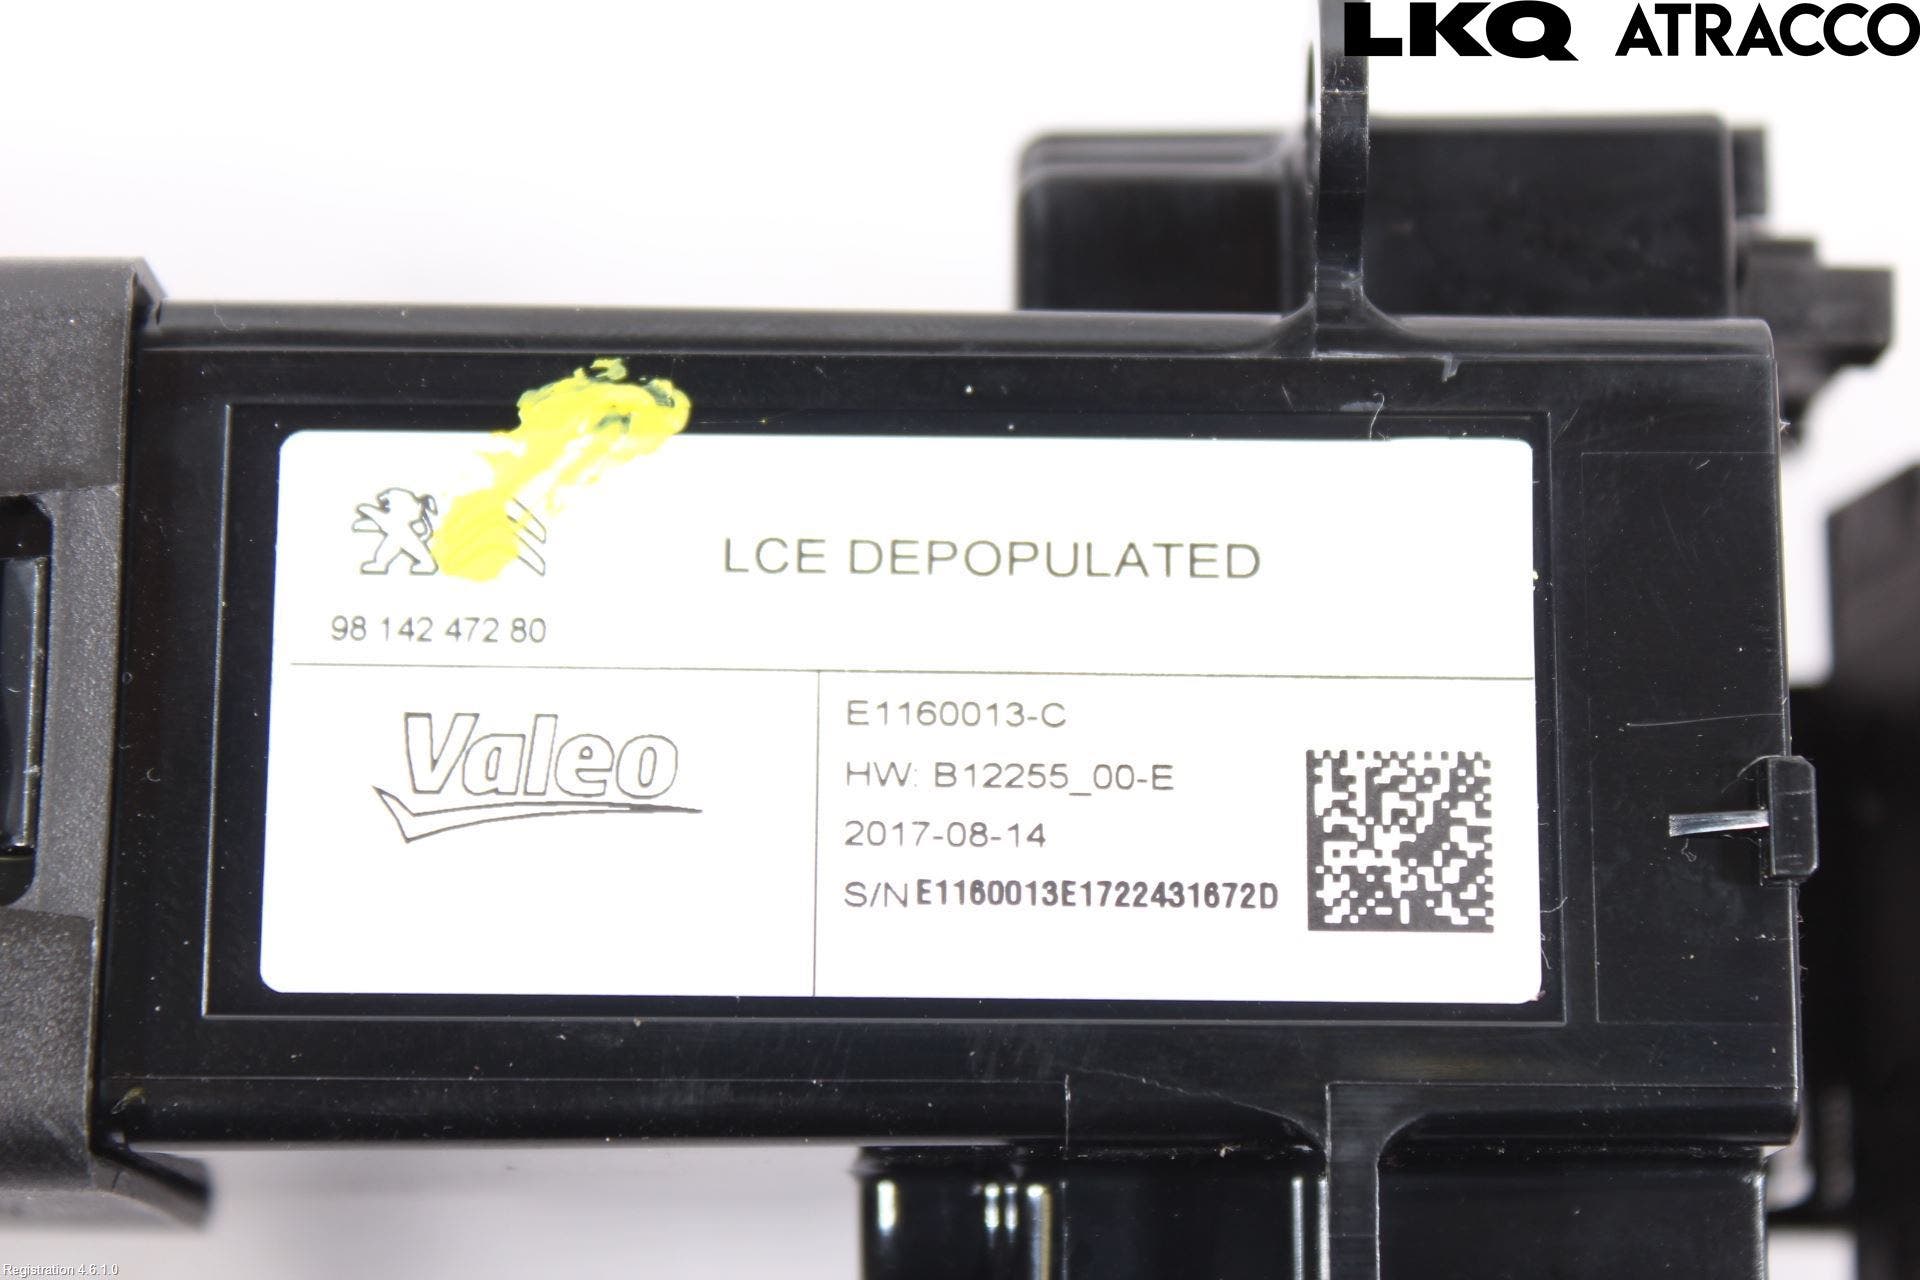 LKQ ATRACCO
LCE DEPOPULATED
98 142 472 80
Valeo
E1160013-C
HW: B12255_00-E
2017-08-14
S/N E1160013E1722431672D
Registration 4.6.1.0